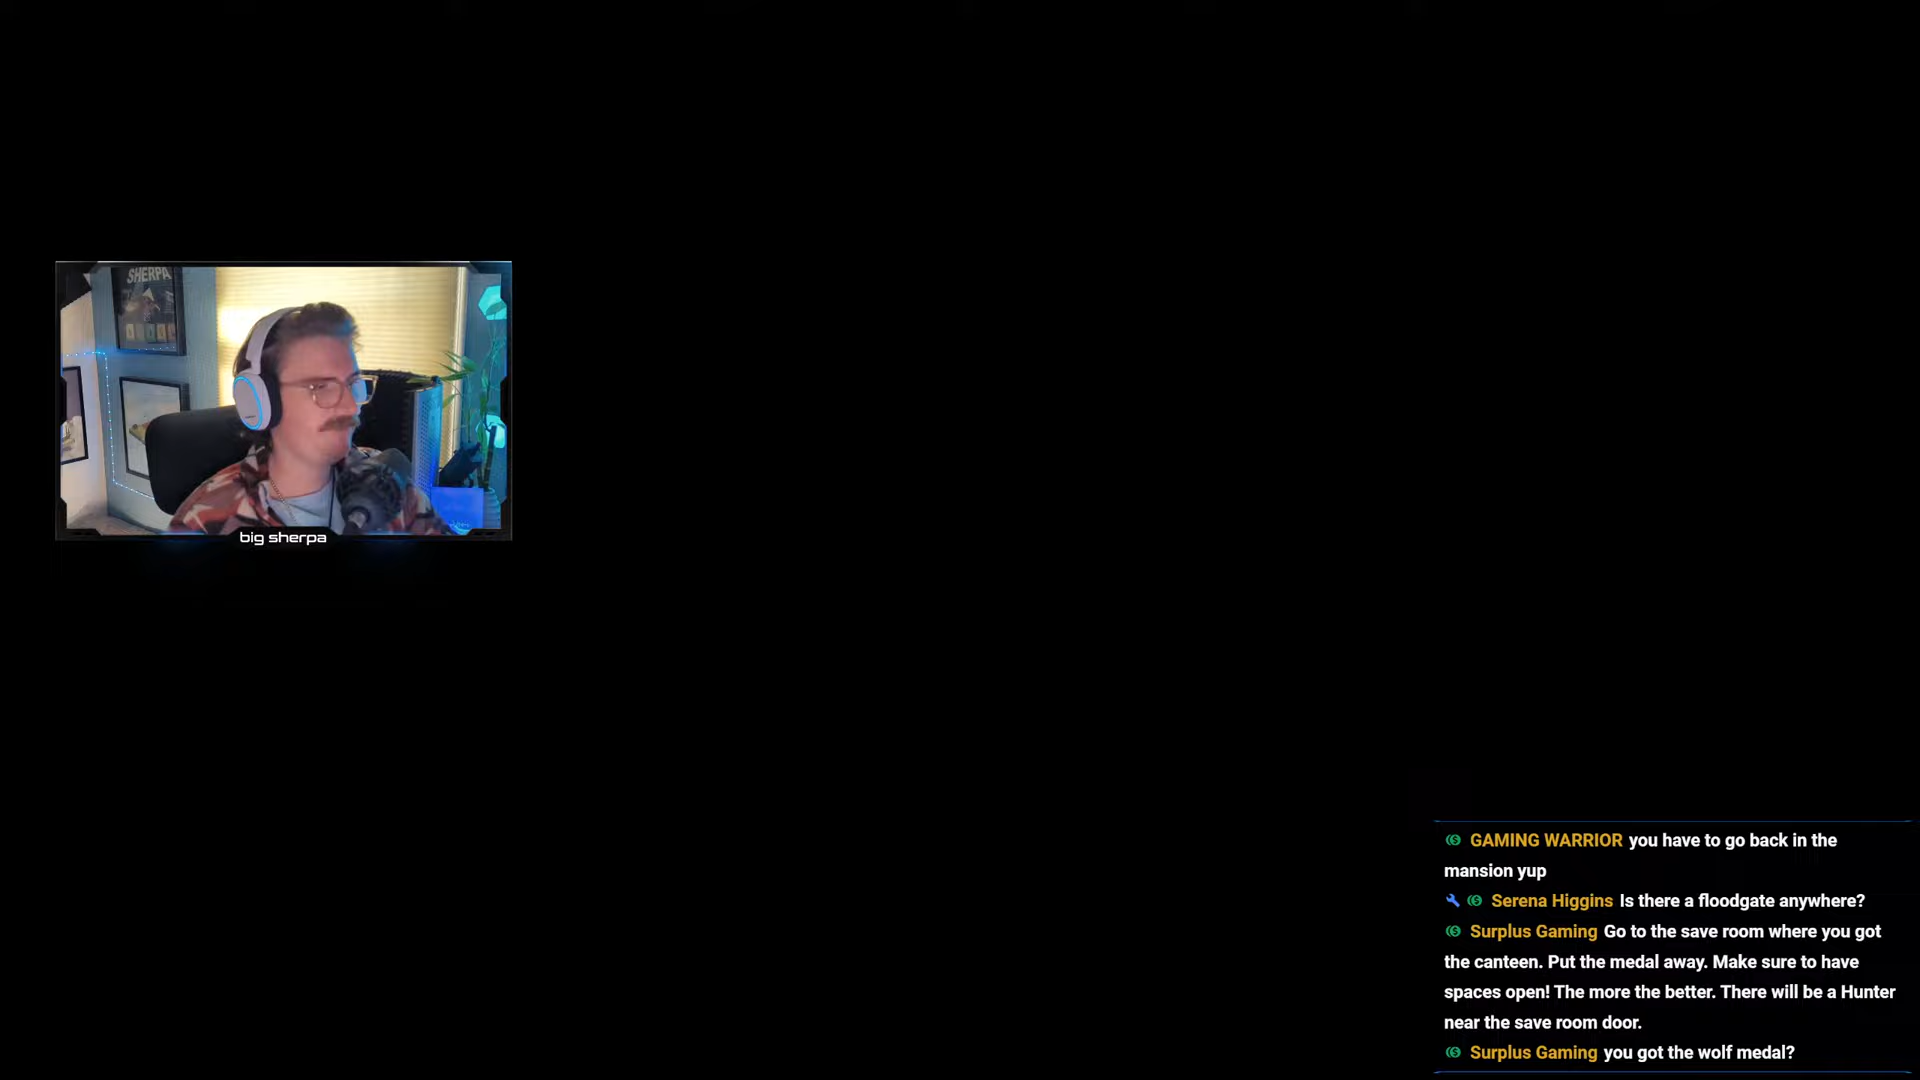 SHERPA
big sherpa
GAMING WARRIOR you have to go back in the
mansion yup
Serena Higgins Is there a floodgate anywhere?
Surplus Gaming Go to the save room where you got
the canteen. Put the medal away. Make sure to have
spaces open! The more the better. There will be a Hunter
near the save room door.
Surplus Gaming you got the wolf medal?